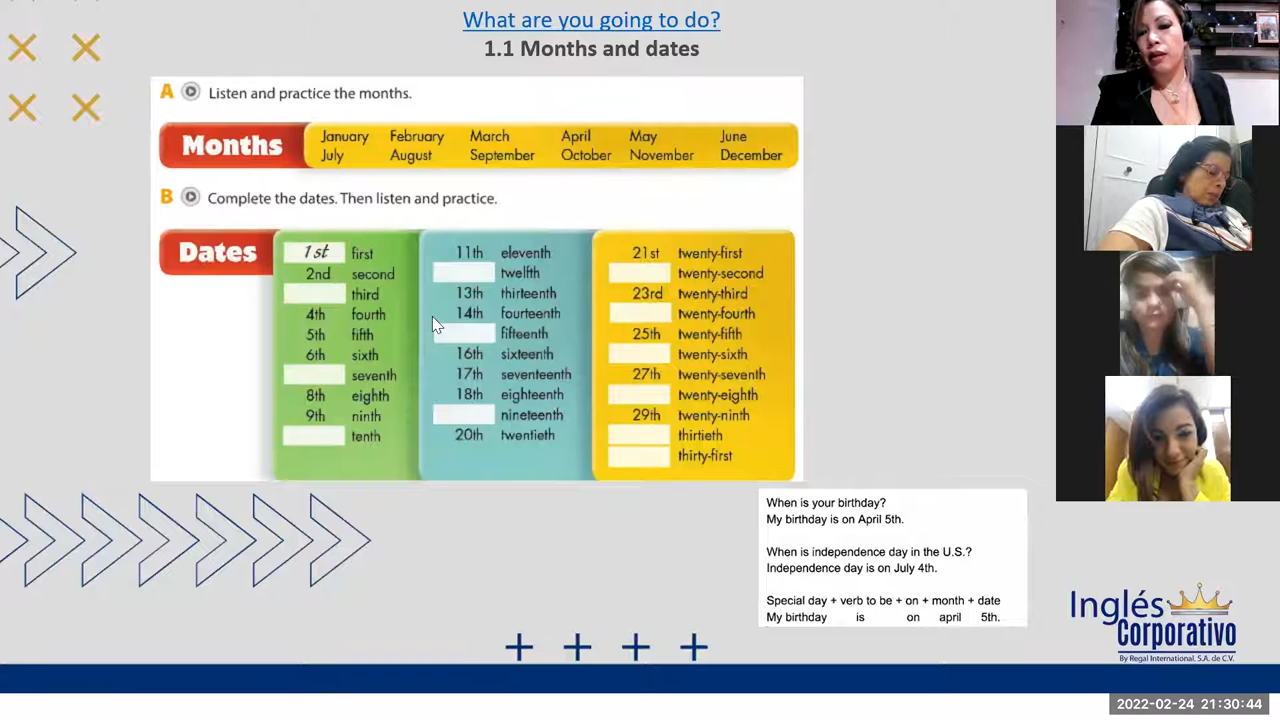 What are you going to do?
1.1 Months and dates
A Listen and practice the months.
Months
January February March April May June
July August September October November December
B Complete the dates. Then listen and practice.
Dates
1st first
2nd second
third
4th fourth
5th fifth
6th sixth
seventh
8th eighth
9th ninth
tenth
11th eleventh
twelfth
13th thirteenth
14th fourteenth
fifteenth
16th sixteenth
17th seventeenth
18th eighteenth
nineteenth
20th twentieth
21st twenty-first
twenty-second
23rd twenty-third
twenty-fourth
25th twenty-fifth
twenty-sixth
27th twenty-seventh
twenty-eighth
29th twenty-ninth
thirtieth
thirty-first
When is your birthday?
My birthday is on April 5th.
When is independence day in the U.S.?
Independence day is on July 4th.
Special day + verb to be + on + month + date
My birthday is on april 5th.
Inglés
Corporativo
By Regal International, S.A. de C.V.
2022-02-24 21:30:44